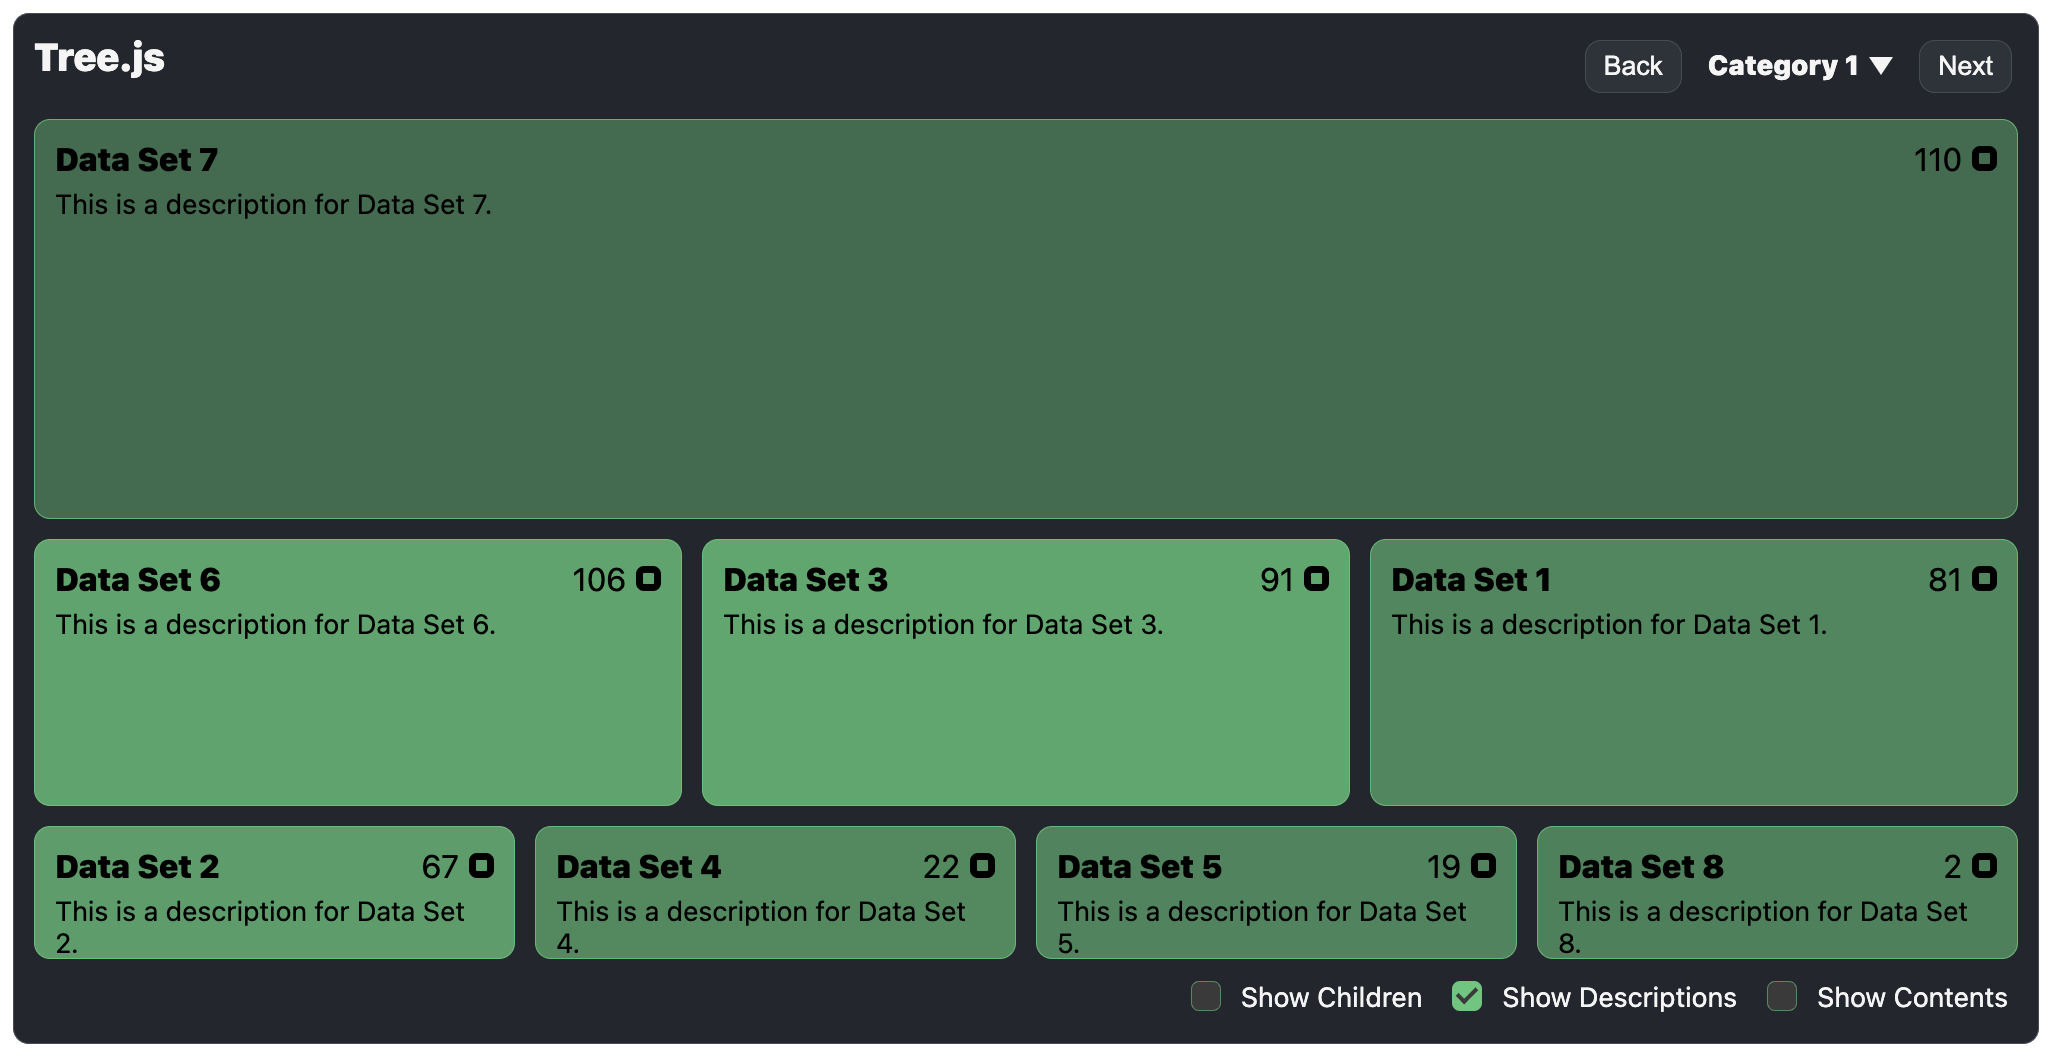 Tree.js
Back Category 1 ▼ Next
Data Set 7 110
This is a description for Data Set 7.
Data Set 6 106
This is a description for Data Set 6.
Data Set 3 91
This is a description for Data Set 3.
Data Set 1 81
This is a description for Data Set 1.
Data Set 2 67
This is a description for Data Set
2.
Data Set 4 22
This is a description for Data Set
4.
Data Set 5 19
This is a description for Data Set
5.
Data Set 8 2
This is a description for Data Set
8.
Show Children Show Descriptions Show Contents